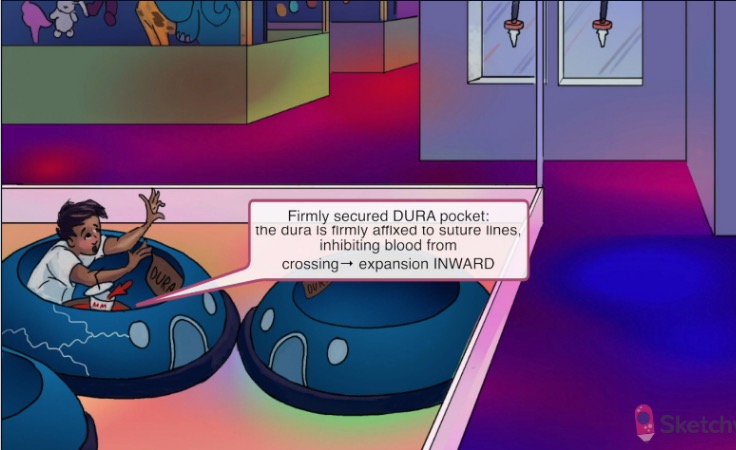 Firmly secured DURA pocket:
the dura is firmly affixed to suture lines,
inhibiting blood from
crossing→ expansion INWARD
DURA
DURA
MM
Sketchy